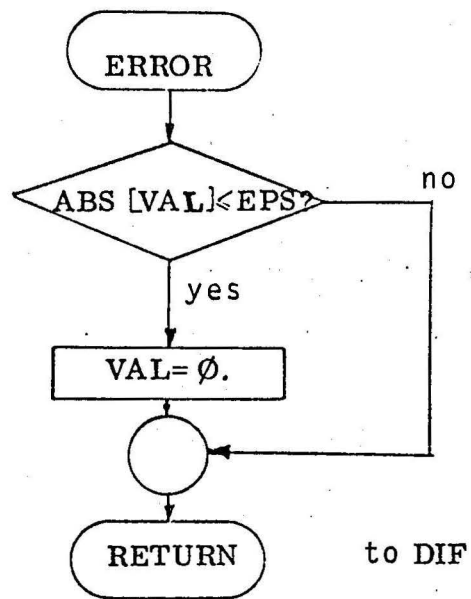 ERROR
ABS [VAL]⩽EPS?
no
yes
VAL=Ø.
RETURN
to DIF